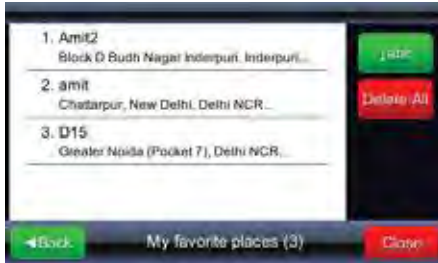 1. Amit2
Block D Budh Nagar Inderpuri, Inderpuri...
2. amit
Chattarpur, New Delhi, Delhi NCR...
3. D15
Greater Noida (Pocket 7), Delhi NCR...
Delete All
◄Back
My favorite places (3)
Close